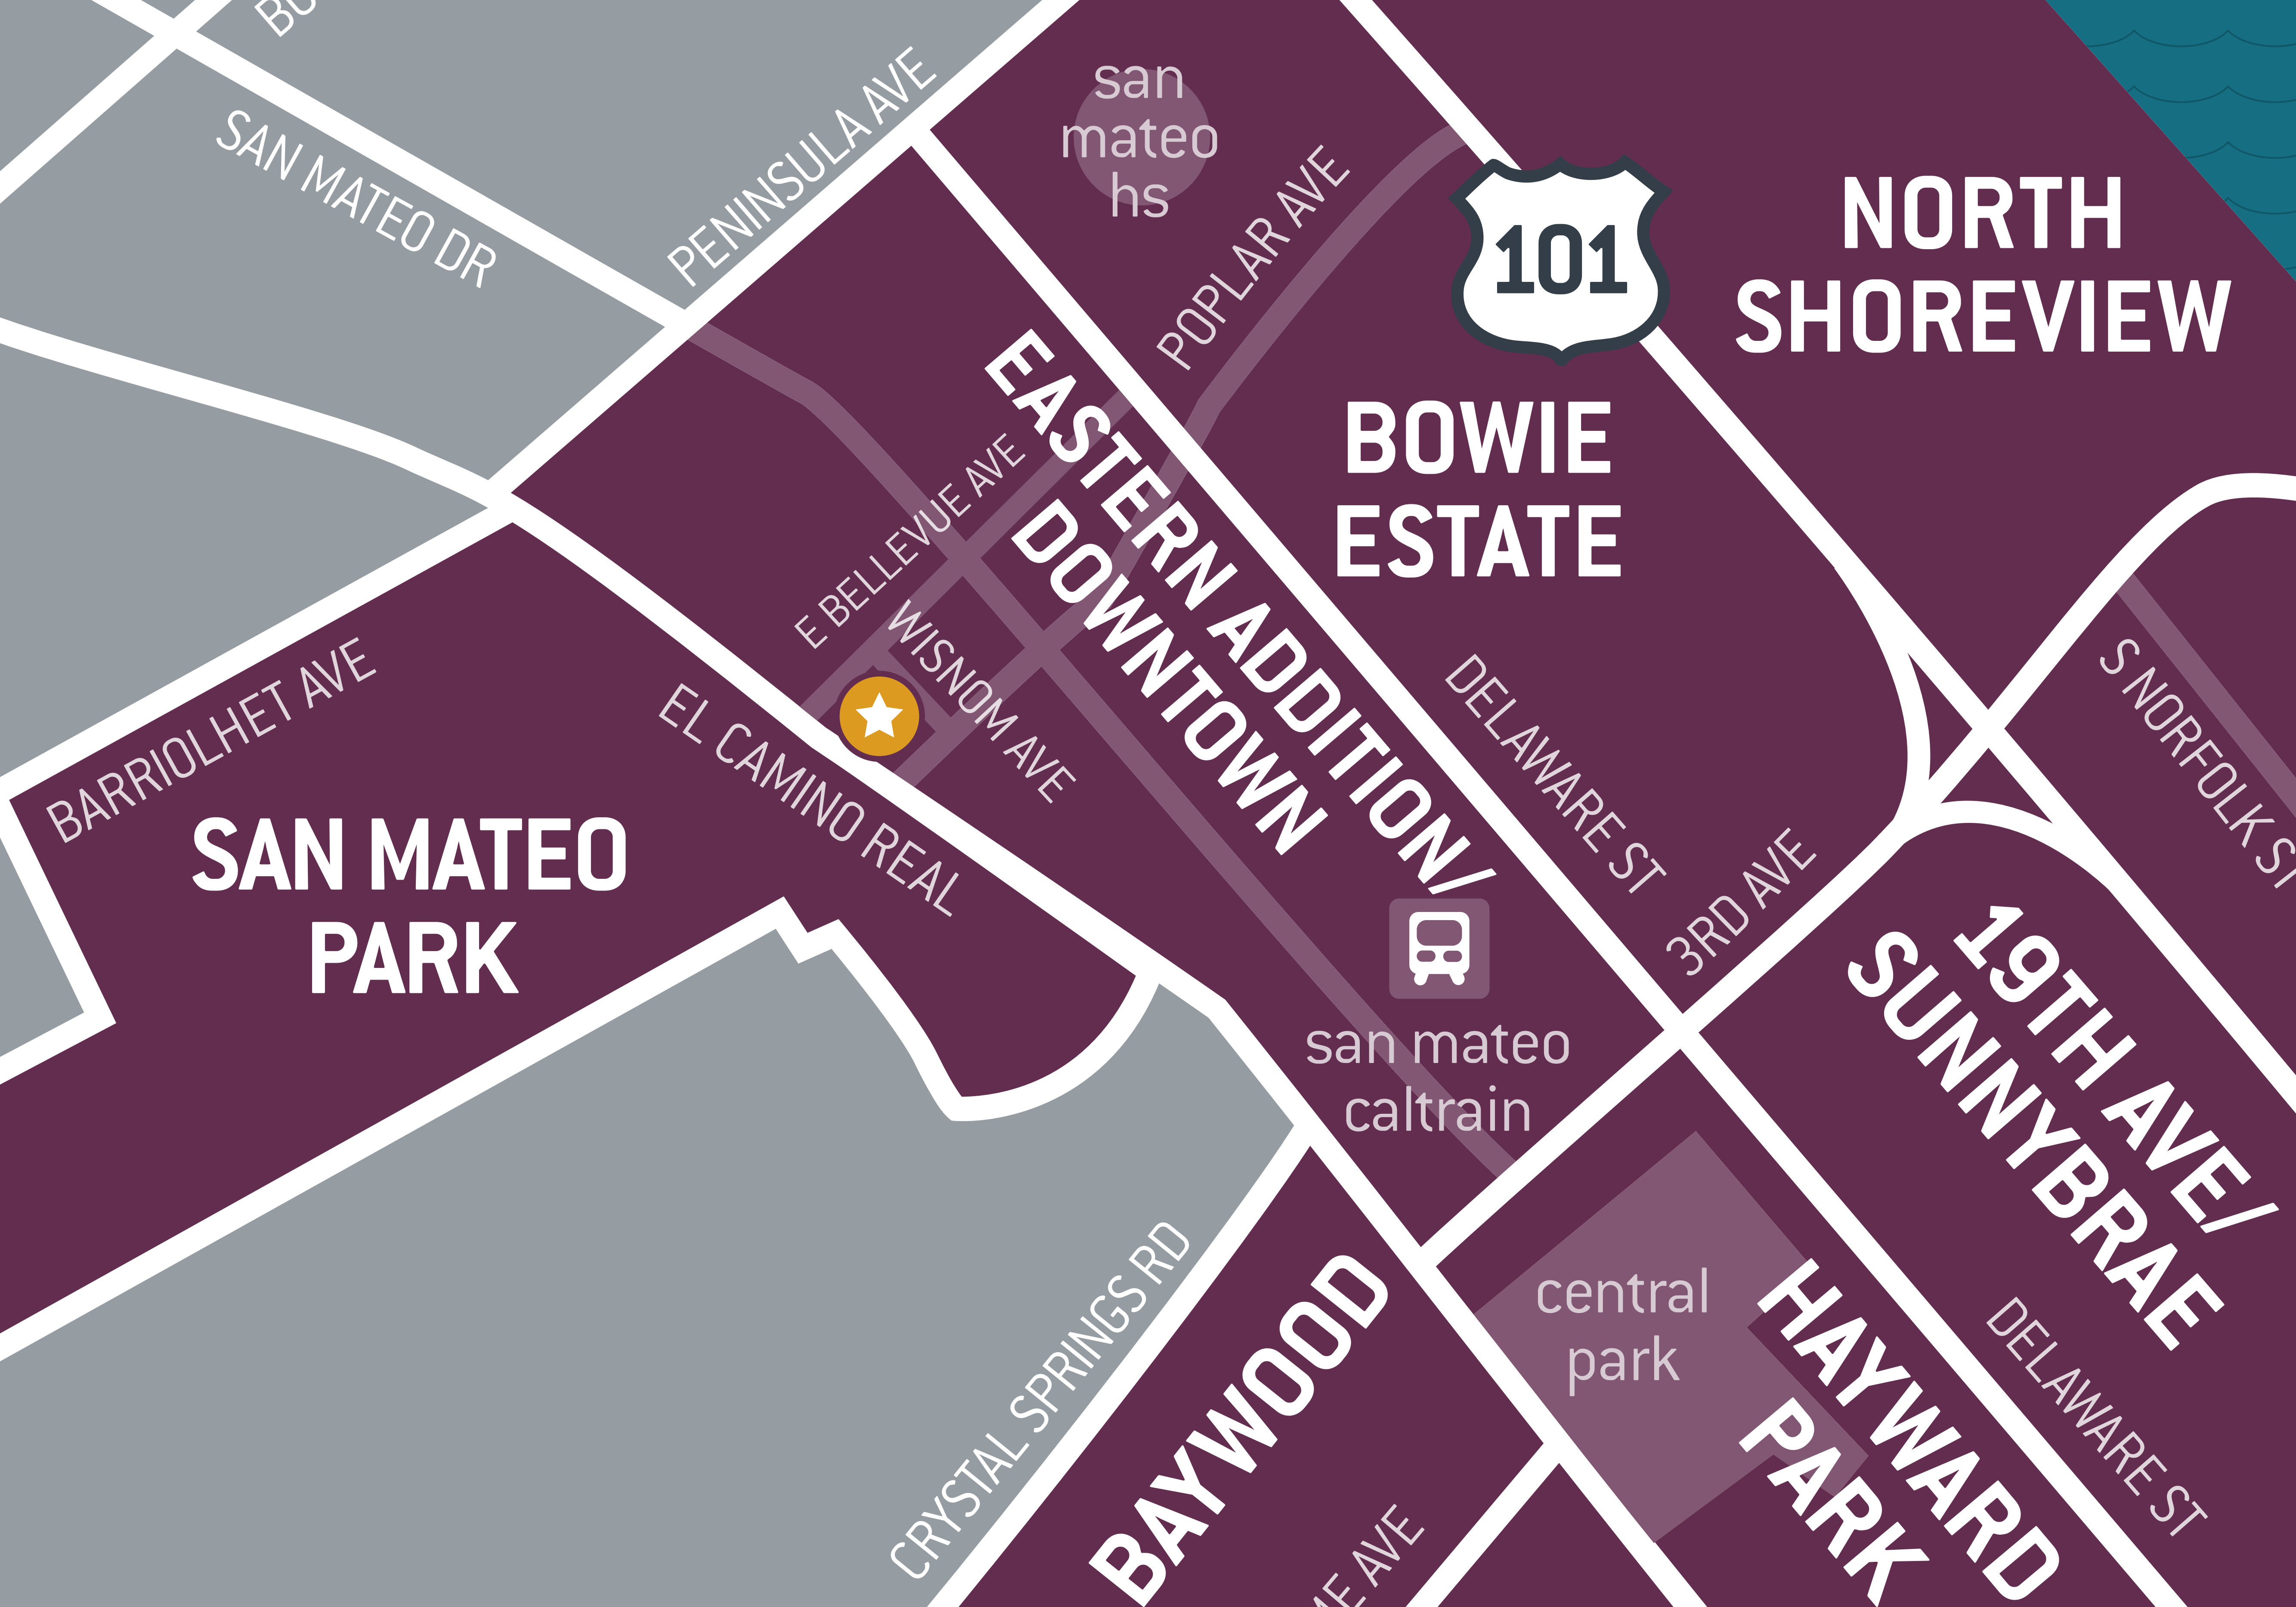 SAN MATEO DR
PENINSULA AVE
san
mateo
hs
POPLAR AVE
101
NORTH
SHOREVIEW
BOWIE
ESTATE
EASTERN ADDITION/
DOWNTOWN
E BELLEVUE AVE
WISNOM AVE
EL CAMINO REAL
BARRIOLHET AVE
SAN MATEO
PARK
DELAWARE ST
3RD AVE
S NORFOLK ST
19TH AVE/
SUNNYBRAE
san mateo
caltrain
central
park
HAYWARD
PARK
DELAWARE ST
CRYSTAL SPRINGS RD
BAYWOOD
AVE